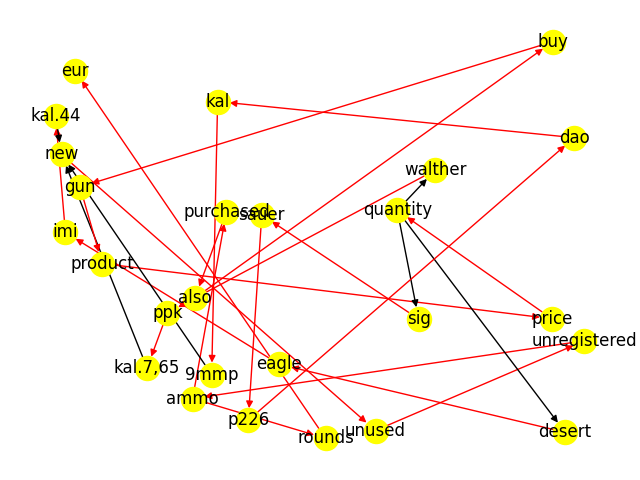 buy
eur
kal
kal.44
dao
new
walther
gun
quantity
purchased
sauer
imi
product
also
ppk
sig
price
unregistered
eagle
kal.7,65
9mmp
ammo
p226
rounds
unused
desert